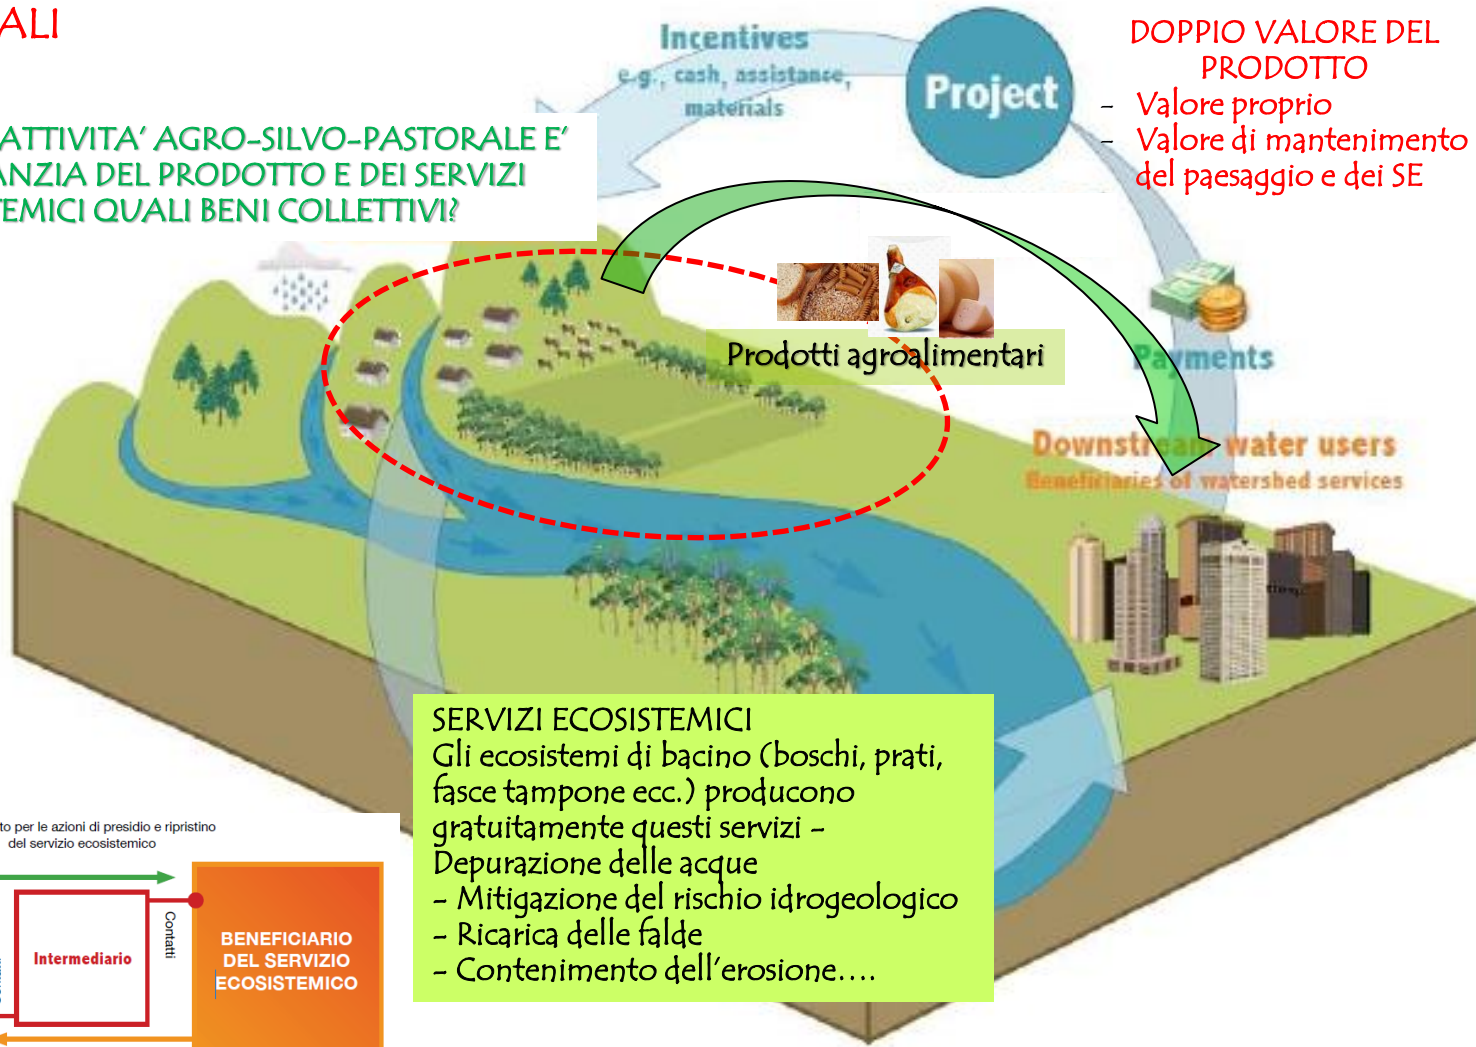 ALI
Incentives
e.g., cash, assistance,
materials
Project
DOPPIO VALORE DEL
PRODOTTO
- Valore proprio
- Valore di mantenimento
del paesaggio e dei SE
ATTIVITA' AGRO-SILVO-PASTORALE E'
ANZIA DEL PRODOTTO E DEI SERVIZI
TEMICI QUALI BENI COLLETTIVI?
Prodotti agroalimentari
Payments
Downstream water users
Beneficiaries of watershed services
SERVIZI ECOSISTEMICI
Gli ecosistemi di bacino (boschi, prati,
fasce tampone ecc.) producono
gratuitamente questi servizi -
Depurazione delle acque
- Mitigazione del rischio idrogeologico
- Ricarica delle falde
- Contenimento dell'erosione....
to per le azioni di presidio e ripristino
del servizio ecosistemico
Intermediario
Contatti
BENEFICIARIO
DEL SERVIZIO
ECOSISTEMICO